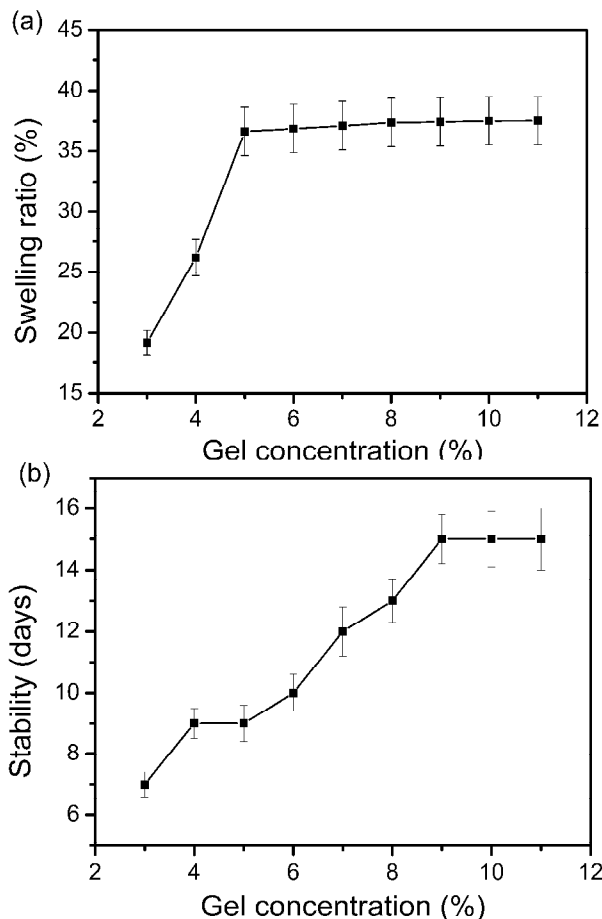 (a)
45
40
35
30
25
20
15
Swelling ratio (%)
2 4 6 8 10 12
Gel concentration (%)
(b)
16
14
12
10
8
6
Stability (days)
2 4 6 8 10 12
Gel concentration (%)